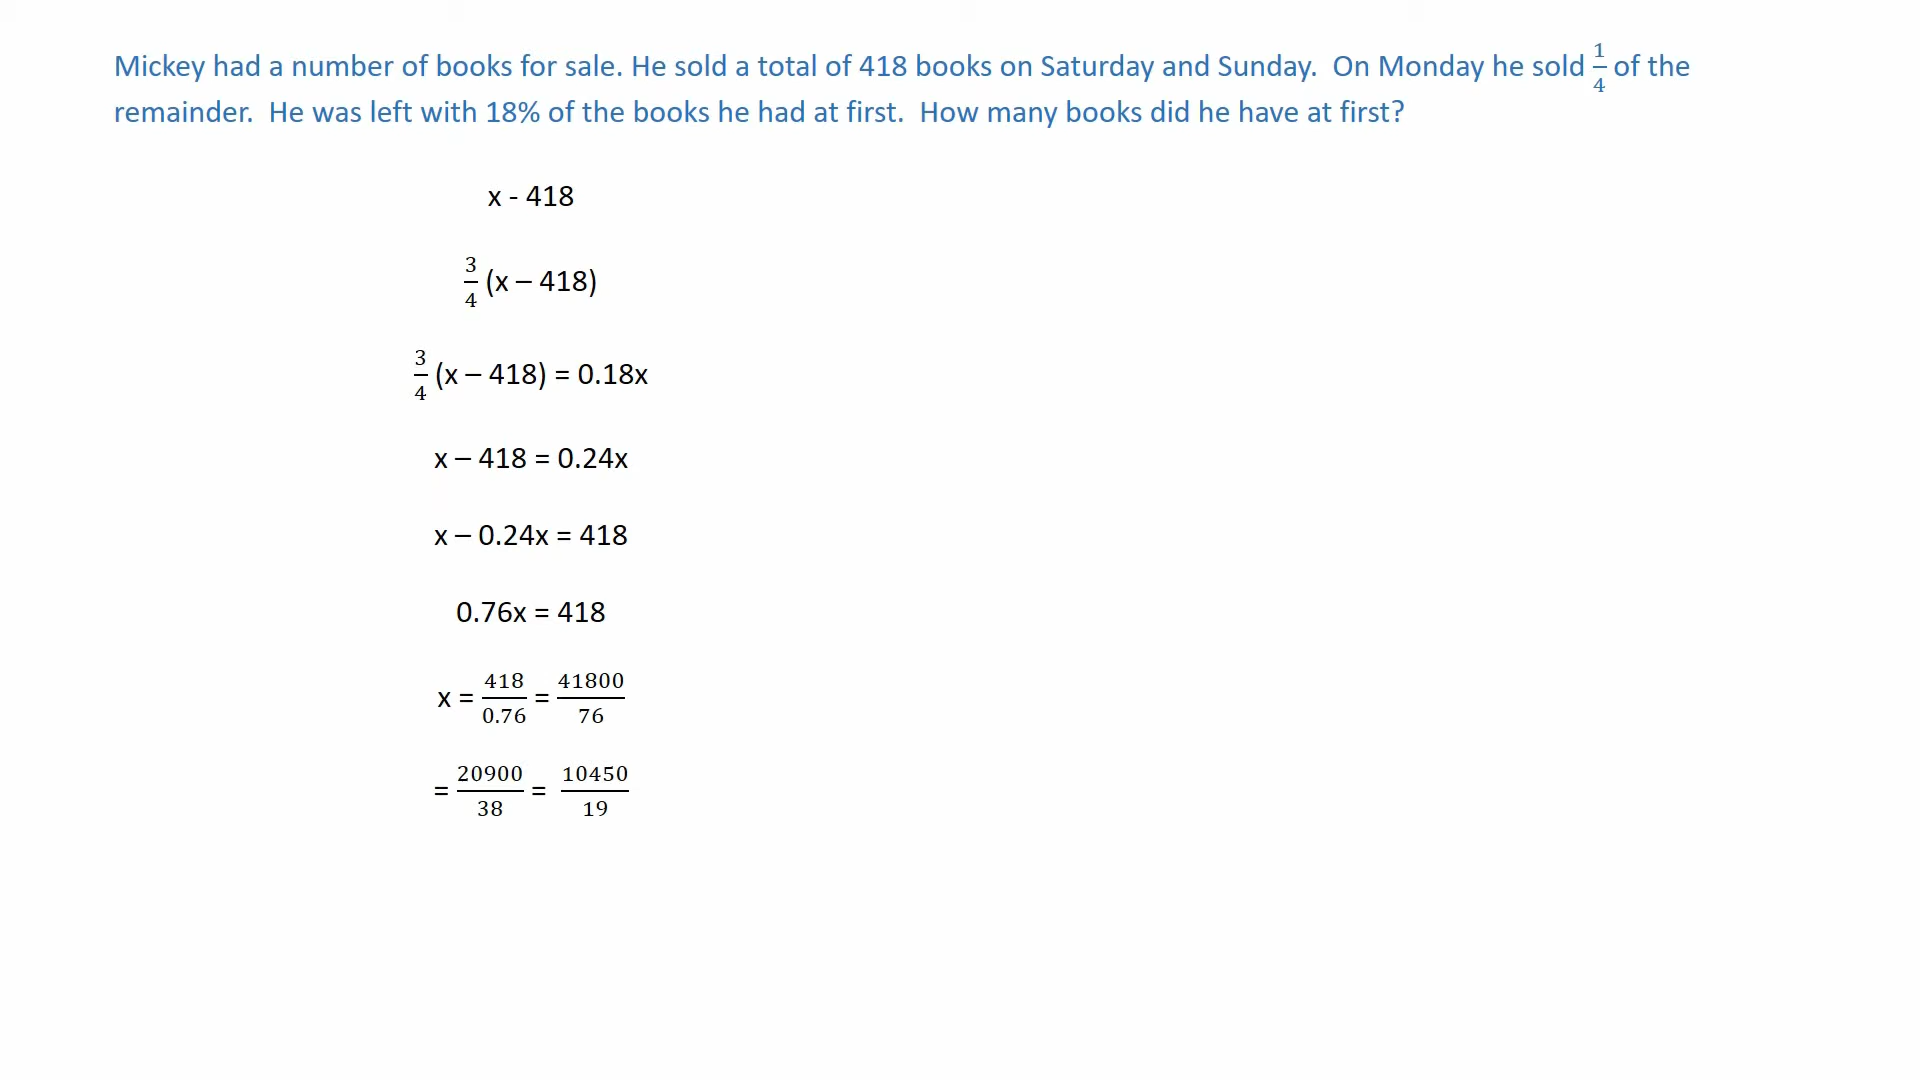 Mickey had a number of books for sale. He sold a total of 418 books on Saturday and Sunday. On Monday he sold 1/4 of the
remainder. He was left with 18% of the books he had at first. How many books did he have at first?
x - 418
3/4 (x – 418)
3/4 (x – 418) = 0.18x
x – 418 = 0.24x
x – 0.24x = 418
0.76x = 418
x = 418/0.76 = 41800/76
= 20900/38 = 10450/19